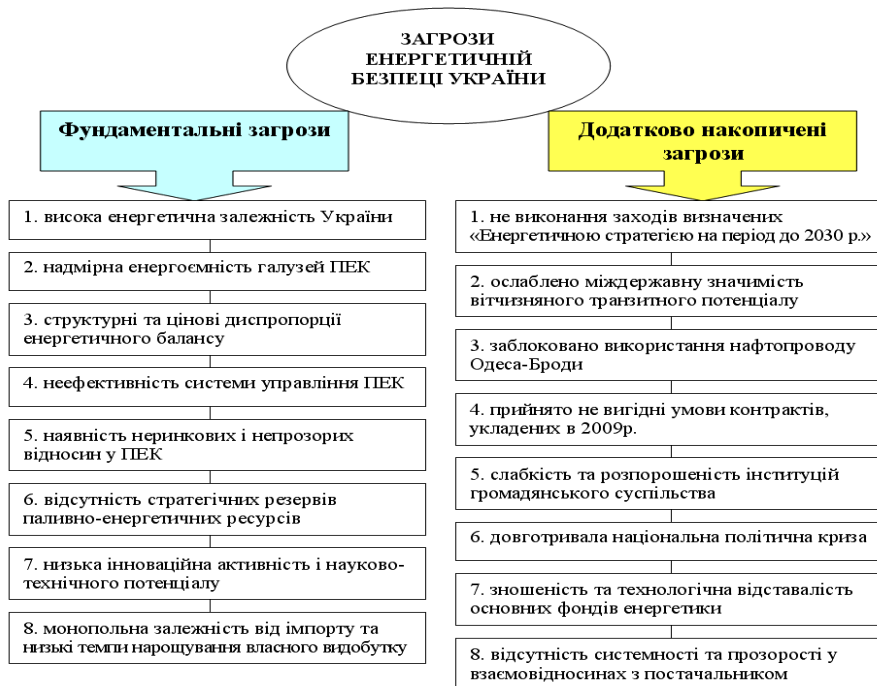 ЗАГРОЗИ
ЕНЕРГЕТИЧНІЙ
БЕЗПЕЦІ УКРАЇНИ
Фундаментальні загрози
1. висока енергетична залежність України
2. надмірна енергоємність галузей ПЕК
3. структурні та цінові диспропорції
енергетичного балансу
4. неефективність системи управління ПЕК
5. наявність неринкових і непрозорих
відносин у ПЕК
6. відсутність стратегічних резервів
паливно-енергетичних ресурсів
7. низька інноваційна активність і науково-
технічного потенціалу
8. монопольна залежність від імпорту та
низькі темпи нарощування власного видобутку
Додатково накопичені
загрози
1. не виконання заходів визначених
«Енергетичною стратегією на період до 2030 р.»
2. ослаблено міждержавну значимість
вітчизняного транзитного потенціалу
3. заблоковано використання нафтопроводу
Одеса-Броди
4. прийнято не вигідні умови контрактів,
укладених в 2009р.
5. слабкість та розпорошеність інституцій
громадянського суспільства
6. довготривала національна політична криза
7. зношеність та технологічна відставалість
основних фондів енергетики
8. відсутність системності та прозорості у
взаємовідносинах з постачальником